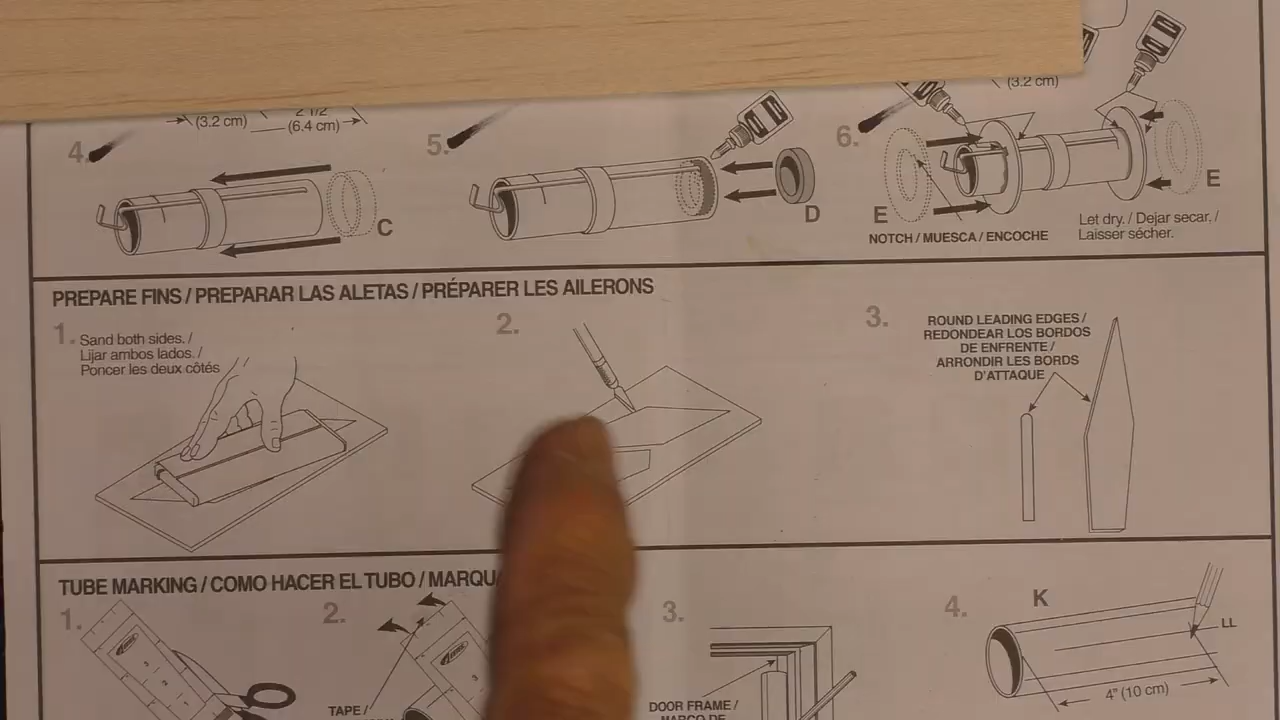 2 1/2
(3.2 cm)
(6.4 cm)
(3.2 cm)
4.
5.
6.
C
D
E
E
NOTCH / MUESCA / ENCOCHE
Let dry. / Dejar secar. /
Laisser sécher.
PREPARE FINS / PREPARAR LAS ALETAS / PRÉPARER LES AILERONS
1.
Sand both sides. /
Lijar ambos lados. /
Poncer les deux côtés
2.
3.
ROUND LEADING EDGES /
REDONDEAR LOS BORDOS
DE ENFRENTE /
ARRONDIR LES BORDS
D'ATTAQUE
TUBE MARKING / COMO HACER EL TUBO / MARQUA
1.
2.
TAPE /
3.
DOOR FRAME /
MARCO DE
4.
K
LL
4" (10 cm)